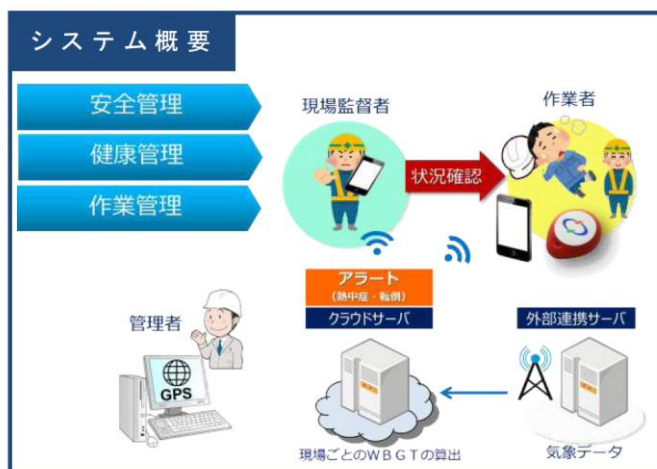 システム概要
安全管理
健康管理
作業管理
現場監督者
作業者
状況確認
アラート
（熱中症・転倒）
クラウドサーバ
外部連携サーバ
管理者
GPS
現場ごとのWBGTの算出
気象データ